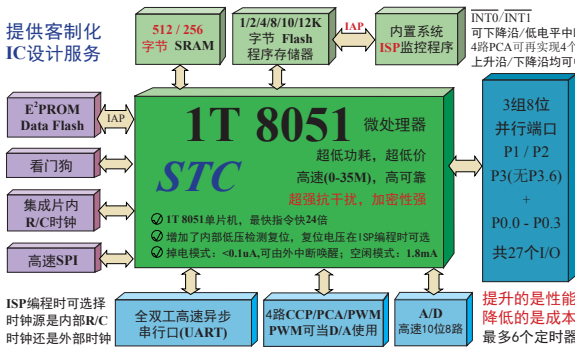 提供客制化
IC设计服务
512 / 256
字节 SRAM
1/2/4/8/10/12K
字节 Flash
程序存储器
IAP
内置系统
ISP监控程序
INT0/INT1
可下降沿/低电平中
4路PCA可再实现4个
上升沿/下降沿均可
E²PROM
Data Flash
IAP
看门狗
集成片内
R/C时钟
高速SPI
1T 8051 微处理器
STC
超低功耗，超低价
高速(0-35M)，高可靠
超强抗干扰，加密性强
1T 8051单片机，最快指令快24倍
增加了内部低压检测复位，复位电压在ISP编程时可选
掉电模式：<0.1uA,可由外中断唤醒；空闲模式：1.8mA
3组8位
并行端口
P1 / P2
P3(无P3.6)
+
P0.0 - P0.3
共27个I/O
ISP编程时可选择
时钟源是内部R/C
时钟还是外部时钟
全双工高速异步
串行口(UART)
4路CCP/PCA/PWM
PWM可当D/A使用
A/D
高速10位8路
提升的是性能
降低的是成本
最多6个定时器